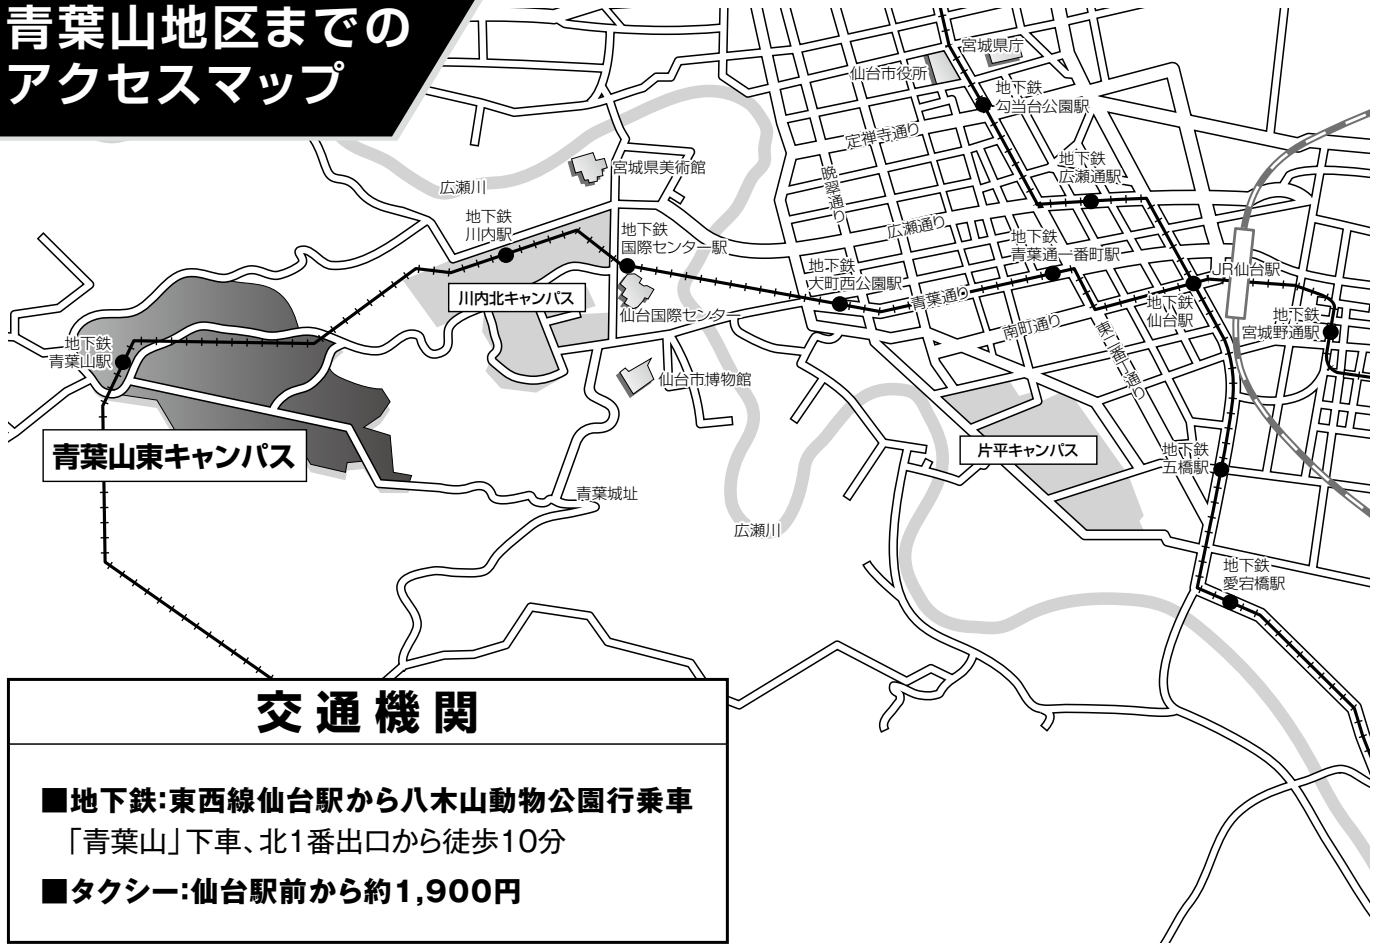 青葉山地区までの
アクセスマップ
宮城県庁
仙台市役所
地下鉄
勾当台公園駅
定禅寺通り
地下鉄
広瀬通駅
宮城県美術館
晩翠通り
広瀬川
地下鉄
川内駅
地下鉄
国際センター駅
広瀬通り
地下鉄
青葉通一番町駅
地下鉄
大町西公園駅
JR仙台駅
川内北キャンパス
青葉通り
仙台国際センター
地下鉄
仙台駅
地下鉄
宮城野通駅
南町通り
東二番丁通り
地下鉄
青葉山駅
仙台市博物館
青葉山東キャンパス
片平キャンパス
地下鉄
五橋駅
青葉城址
広瀬川
地下鉄
愛宕橋駅
交通機関
■地下鉄:東西線仙台駅から八木山動物公園行乗車
「青葉山」下車、北1番出口から徒歩10分
■タクシー:仙台駅前から約1,900円